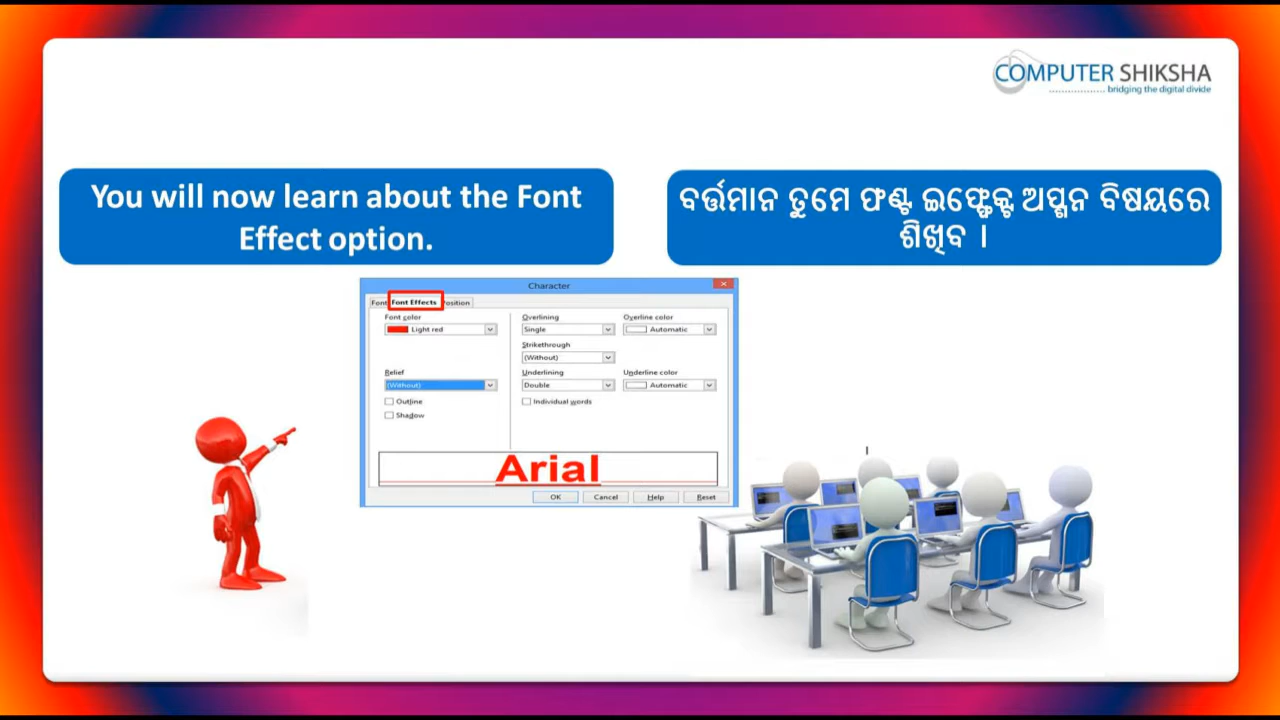 COMPUTER SHIKSHA
bridging the digital divide
You will now learn about the Font
Effect option.
ବର୍ତ୍ତମାନ ତୁମେ ଫଣ୍ଟ ଇଫ୍ଫେକ୍ଟ ଅପ୍ସନ ବିଷୟରେ
ଶିଖିବ ।
Character
Font Font Effects Position
Font color
Light red
Overlining Overline color
Single Automatic
Strikethrough
(Without)
Relief
(Without)
Underlining Underline color
Double Automatic
Outline
Individual words
Shadow
Arial
OK Cancel Help Reset